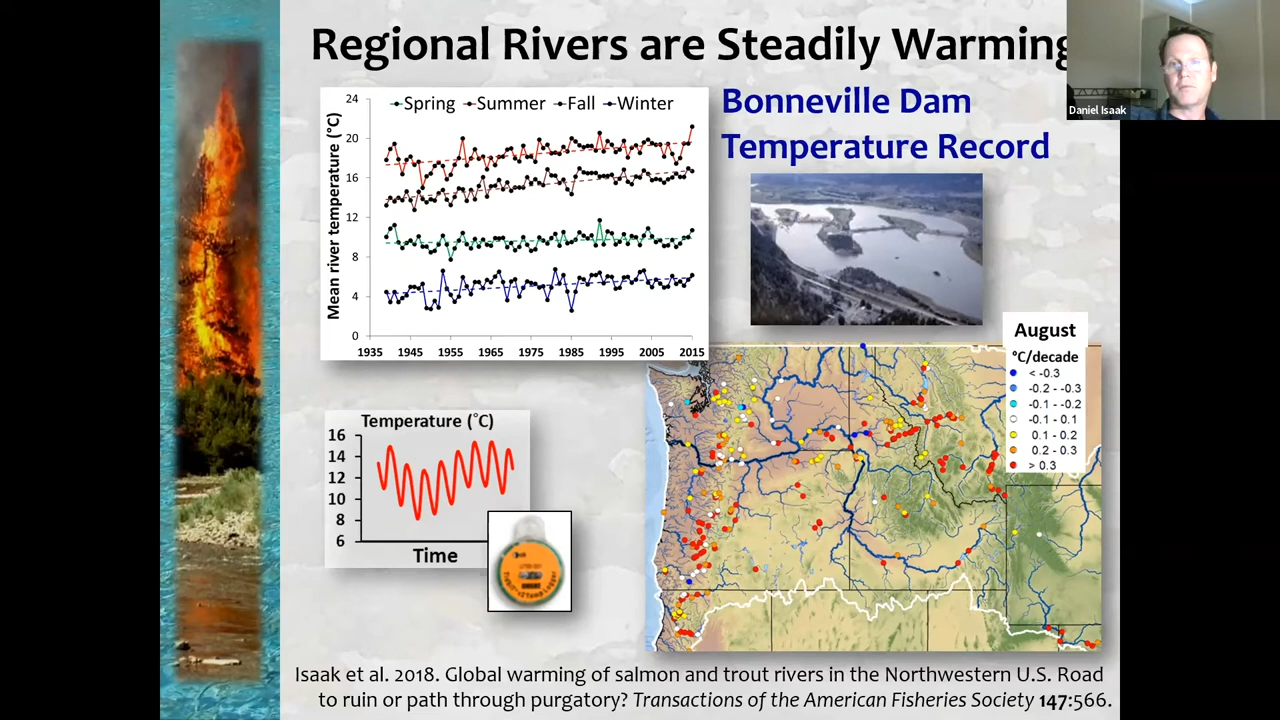 Regional Rivers are Steadily Warming
Daniel Isaak
Bonneville Dam
Temperature Record
Spring Summer Fall Winter
Mean river temperature (°C)
24
20
16
12
8
4
0
1935 1945 1955 1965 1975 1985 1995 2005 2015
August
°C/decade
< -0.3
-0.2 - -0.3
-0.1 - -0.2
-0.1 - 0.1
0.1 - 0.2
0.2 - 0.3
> 0.3
Temperature (°C)
16
14
12
10
8
6
Time
Isaak et al. 2018. Global warming of salmon and trout rivers in the Northwestern U.S. Road
to ruin or path through purgatory? Transactions of the American Fisheries Society 147:566.